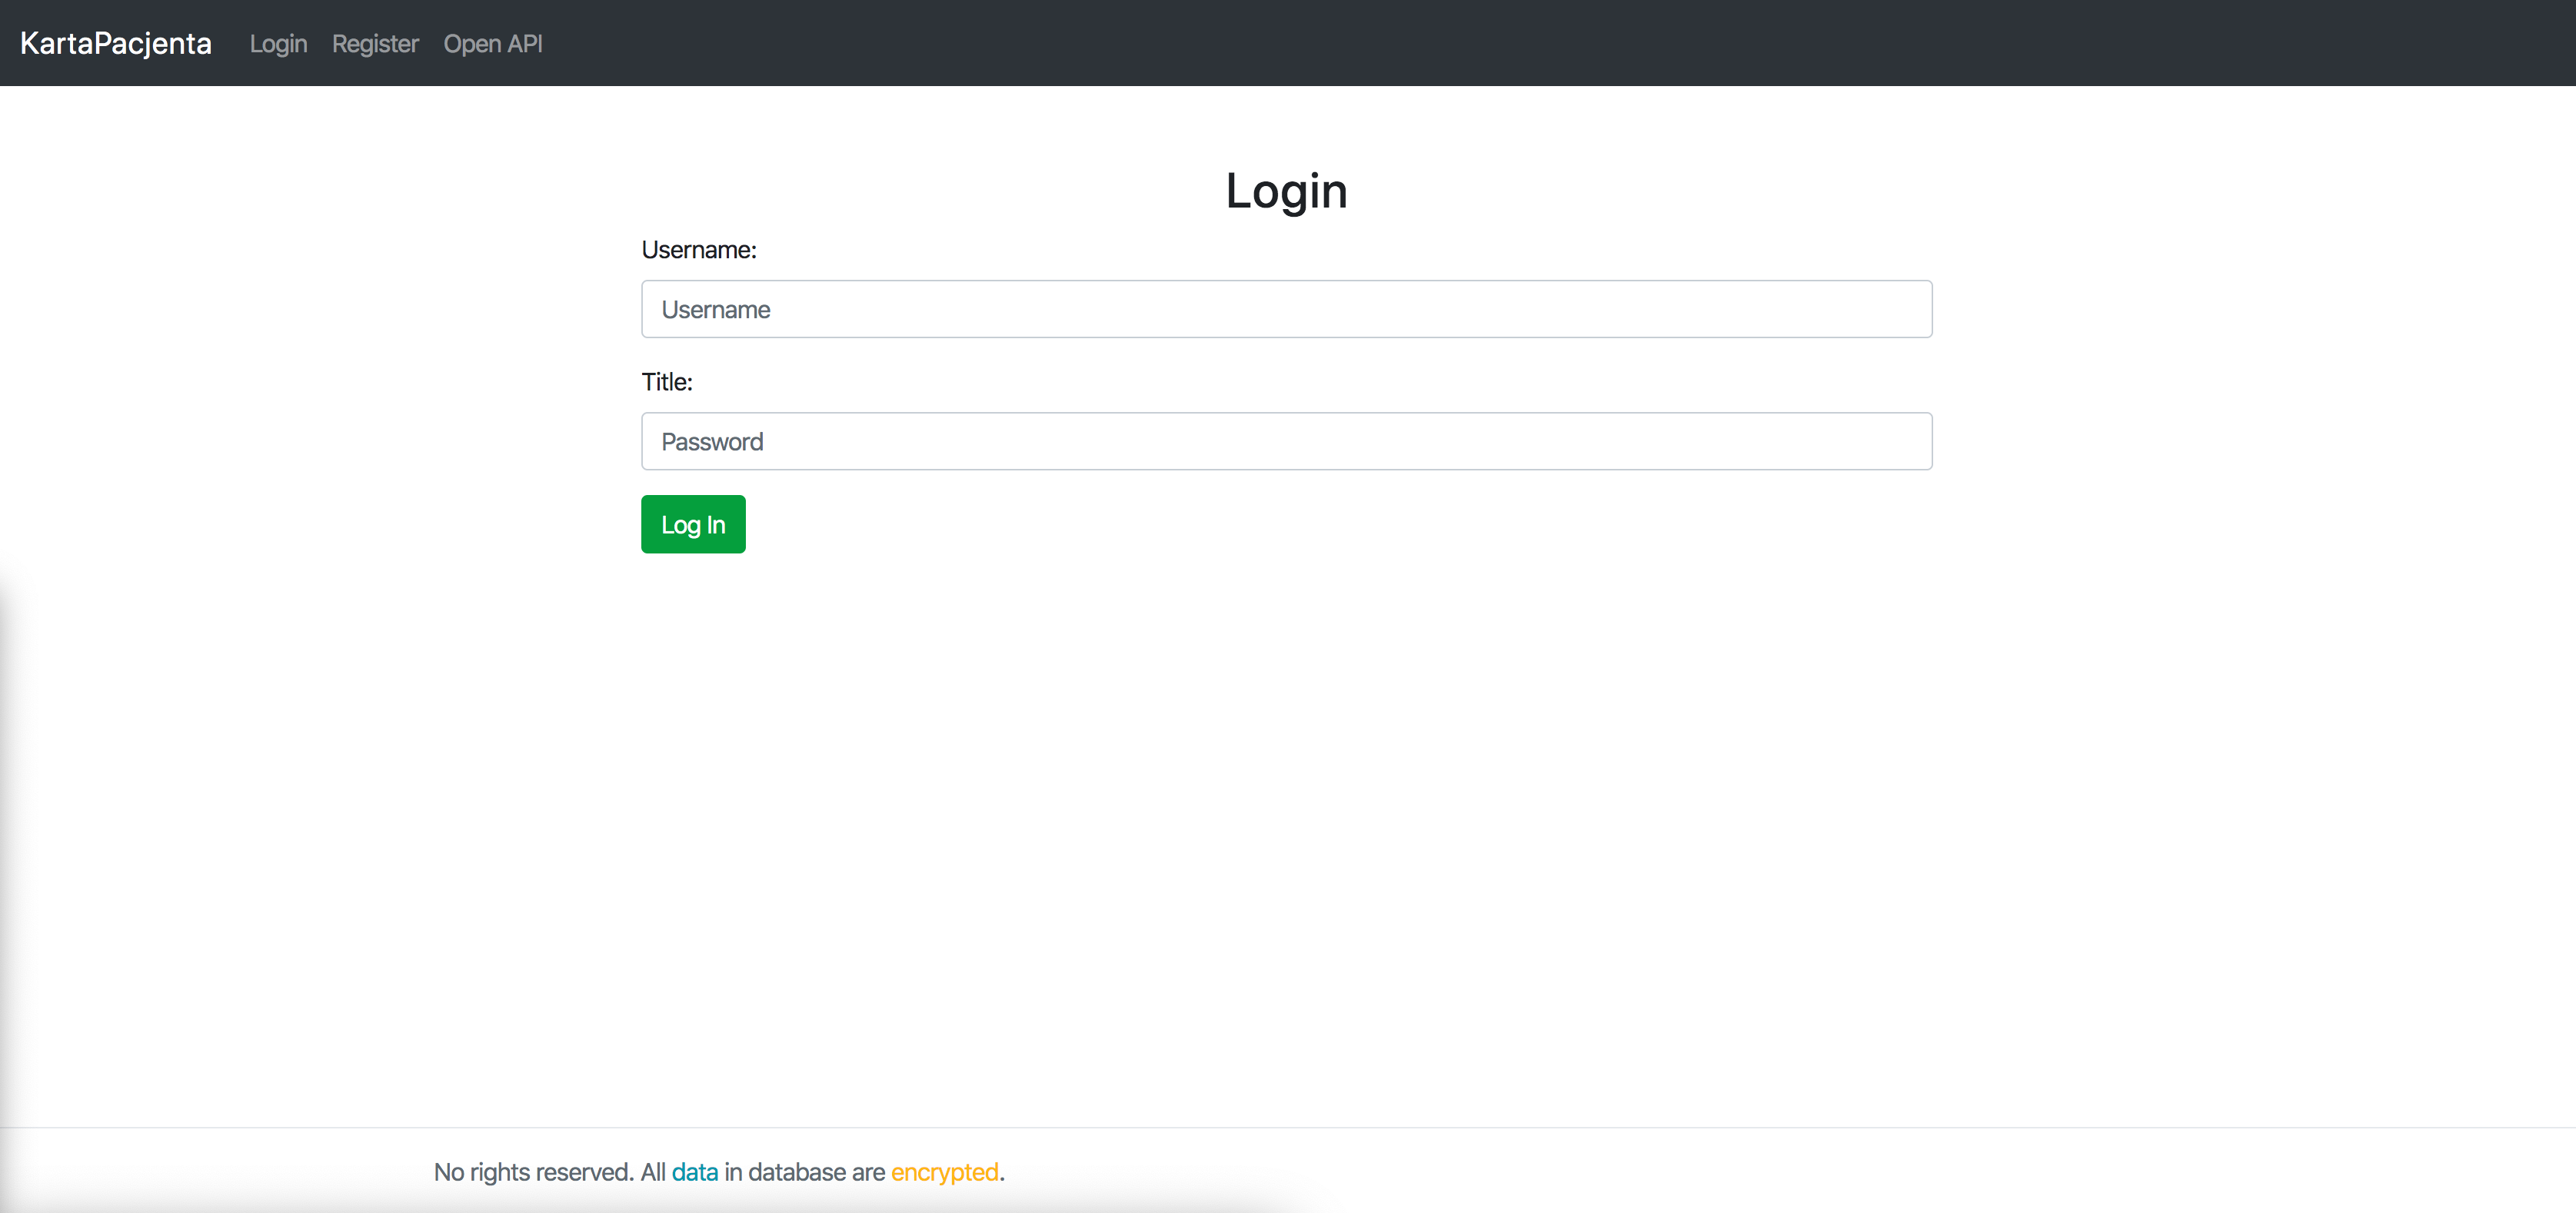 KartaPacjenta Login Register Open API
Login
Username:
Username
Title:
Password
Log In
No rights reserved. All data in database are encrypted.